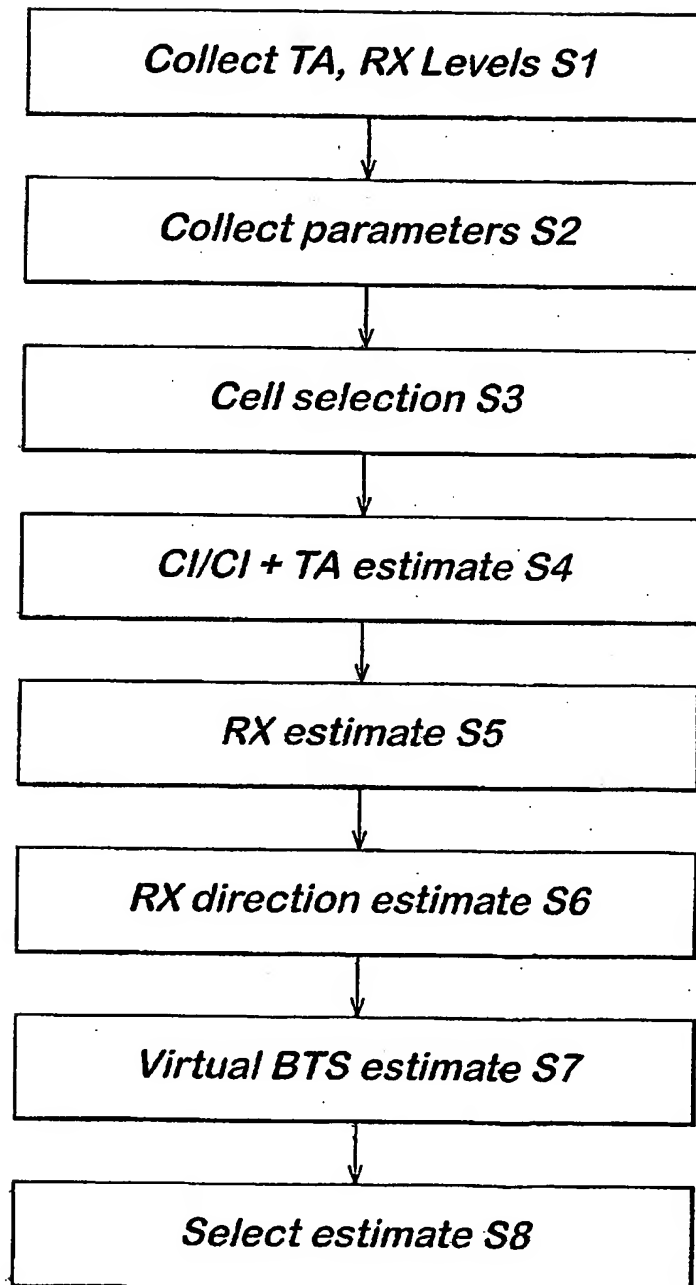 Collect TA, RX Levels S1
Collect parameters S2
Cell selection S3
CI/CI + TA estimate S4
RX estimate S5
RX direction estimate S6
Virtual BTS estimate S7
Select estimate S8